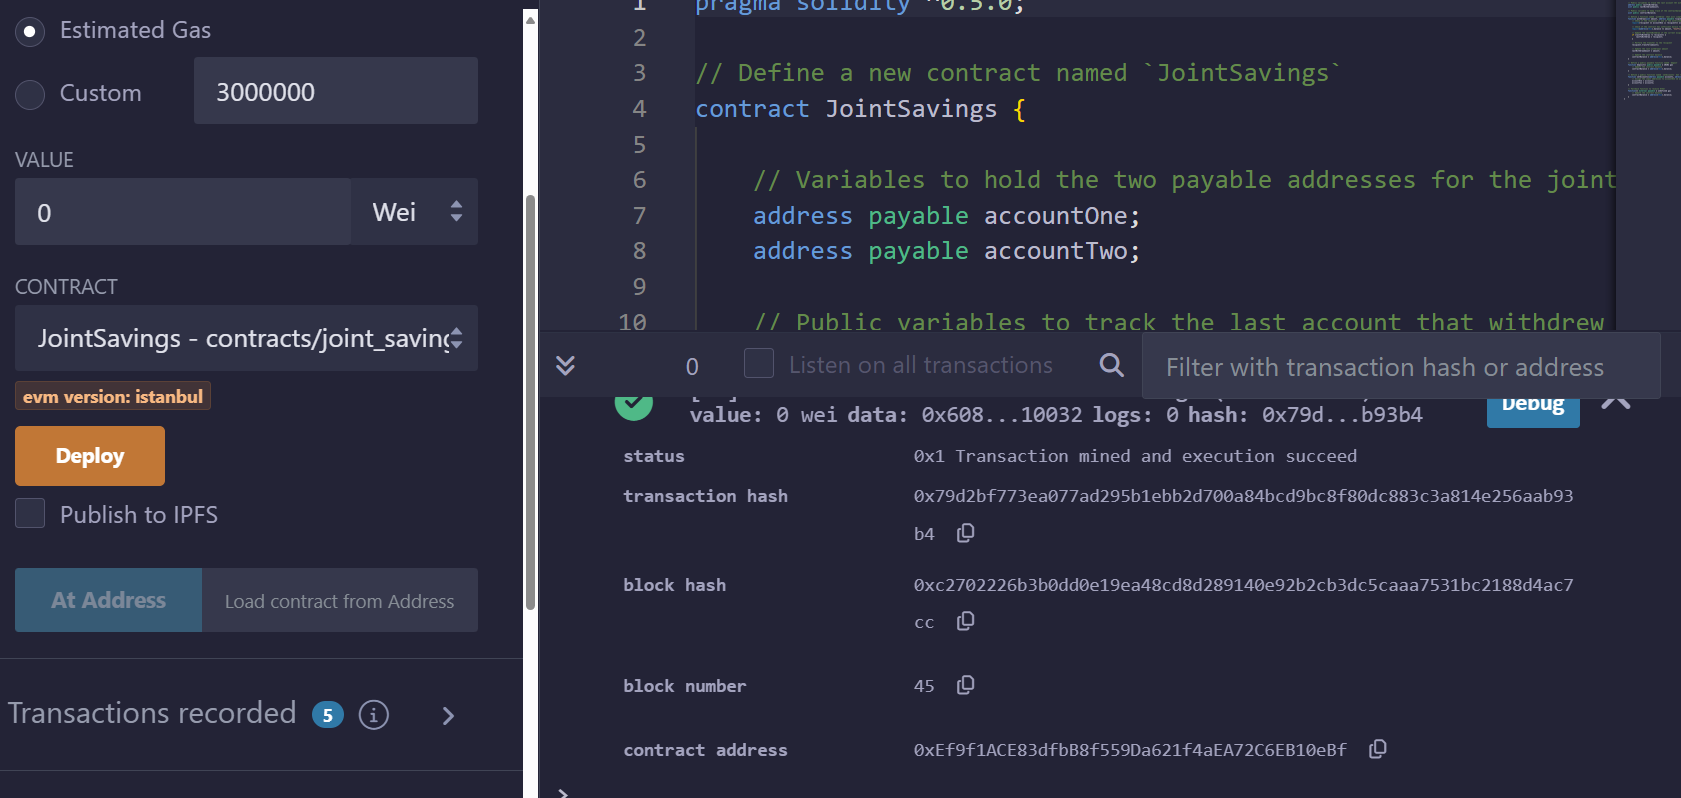 Estimated Gas
Custom
3000000
VALUE
0
Wei
CONTRACT
JointSavings - contracts/joint_saving
evm version: istanbul
Deploy
Publish to IPFS
At Address
Load contract from Address
Transactions recorded 5 i
1 pragma solidity ^0.5.0;
2
3 // Define a new contract named `JointSavings`
4 contract JointSavings {
5
6 // Variables to hold the two payable addresses for the joint
7 address payable accountOne;
8 address payable accountTwo;
9
10 // Public variables to track the last account that withdrew
0
Listen on all transactions
Filter with transaction hash or address
value: 0 wei data: 0x608...10032 logs: 0 hash: 0x79d...b93b4
Debug
status 0x1 Transaction mined and execution succeed
transaction hash 0x79d2bf773ea077ad295b1ebb2d700a84bcd9bc8f80dc883c3a814e256aab93
b4
block hash 0xc2702226b3b0dd0e19ea48cd8d289140e92b2cb3dc5caaa7531bc2188d4ac7
cc
block number 45
contract address 0xEf9f1ACE83dfbB8f559Da621f4aEA72C6EB10eBf